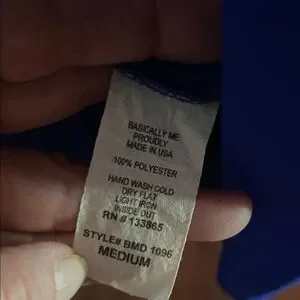 BASICALLY ME
PROUDLY
MADE IN USA
100% POLYESTER
HAND WASH COLD
DRY FLAT
LIGHT IRON
INSIDE OUT
RN # 133865
STYLE# BMD 1096
MEDIUM